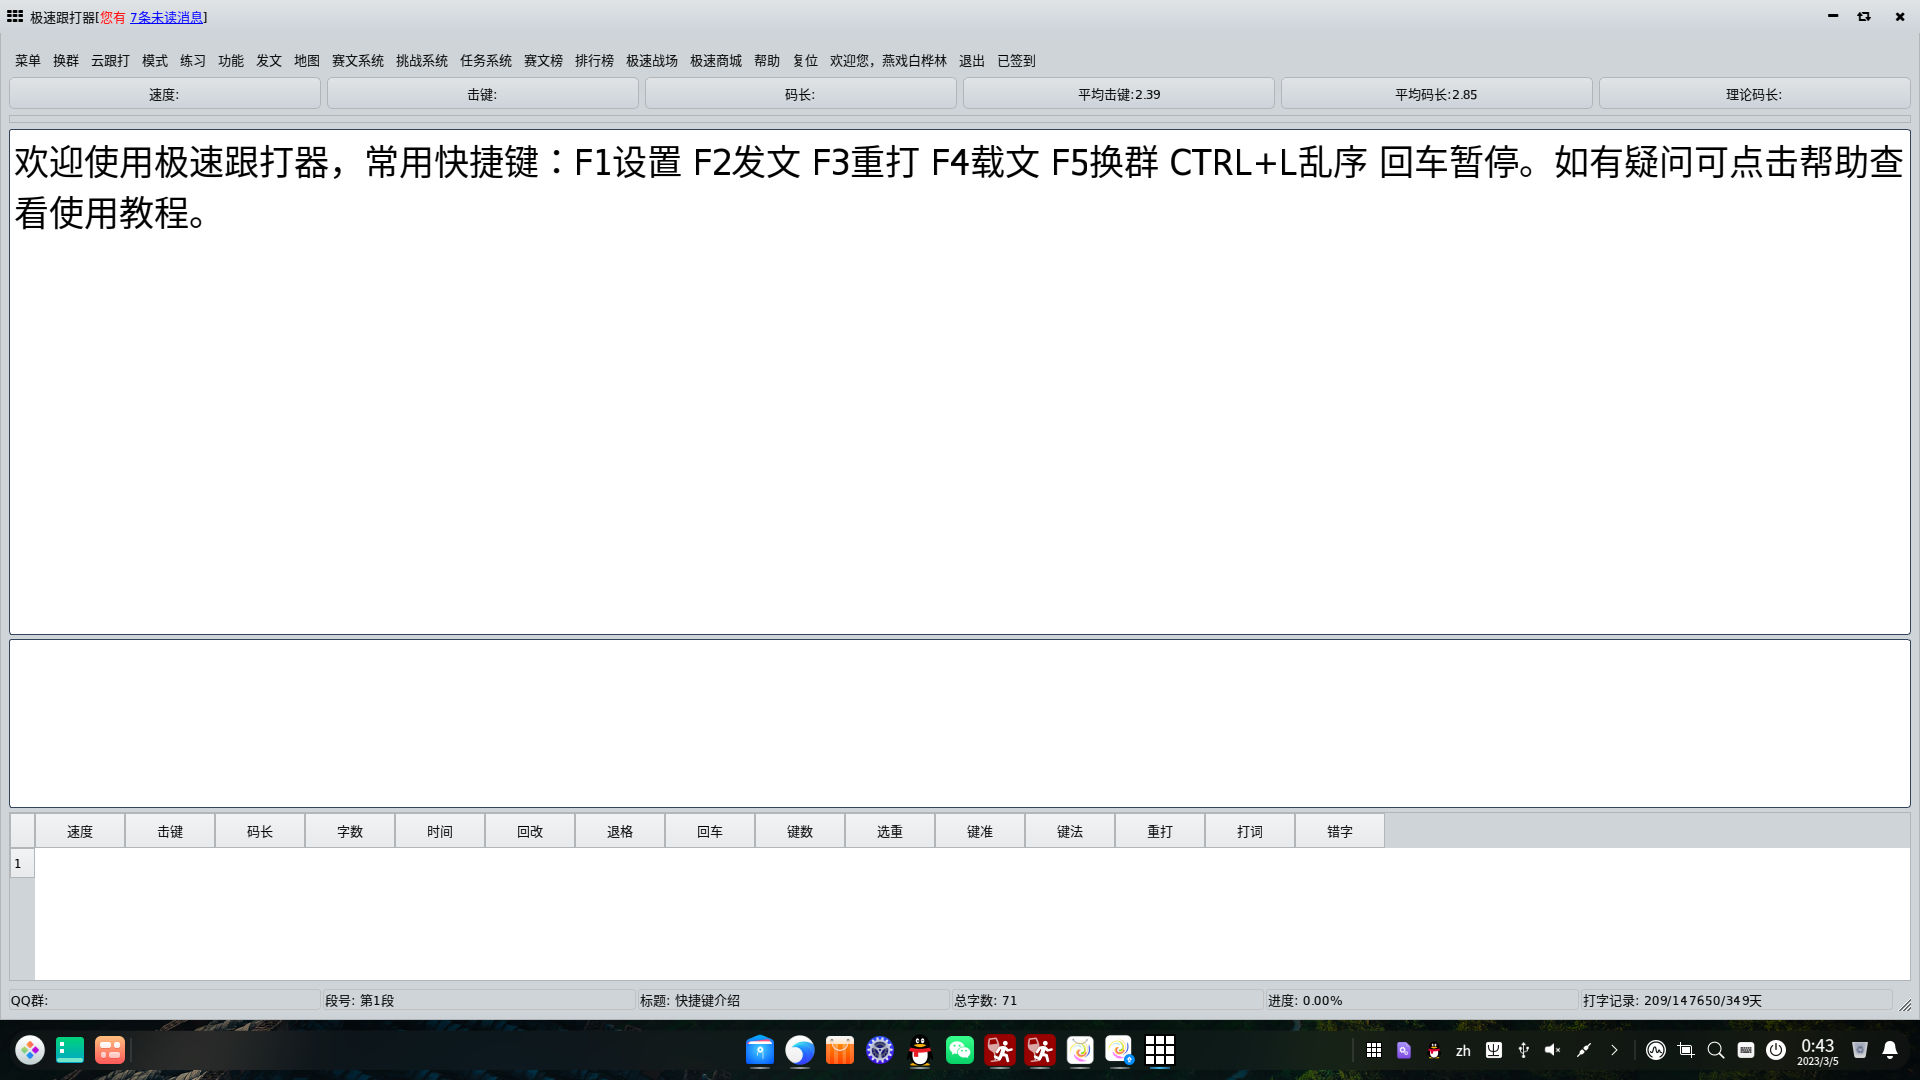 极速跟打器[您有 7条未读消息]
菜单 换群 云跟打 模式 练习 功能 发文 地图 赛文系统 挑战系统 任务系统 赛文榜 排行榜 极速战场 极速商城 帮助 复位 欢迎您，燕戏白桦林 退出 已签到
速度: 击键: 码长: 平均击键:2.39 平均码长:2.85 理论码长:
欢迎使用极速跟打器，常用快捷键：F1设置 F2发文 F3重打 F4载文 F5换群 CTRL+L乱序 回车暂停。如有疑问可点击帮助查
看使用教程。
速度 击键 码长 字数 时间 回改 退格 回车 键数 选重 键准 键法 重打 打词 错字
1
QQ群: 段号: 第1段 标题: 快捷键介绍 总字数: 71 进度: 0.00% 打字记录: 209/147650/349天
zh 0:43
2023/3/5